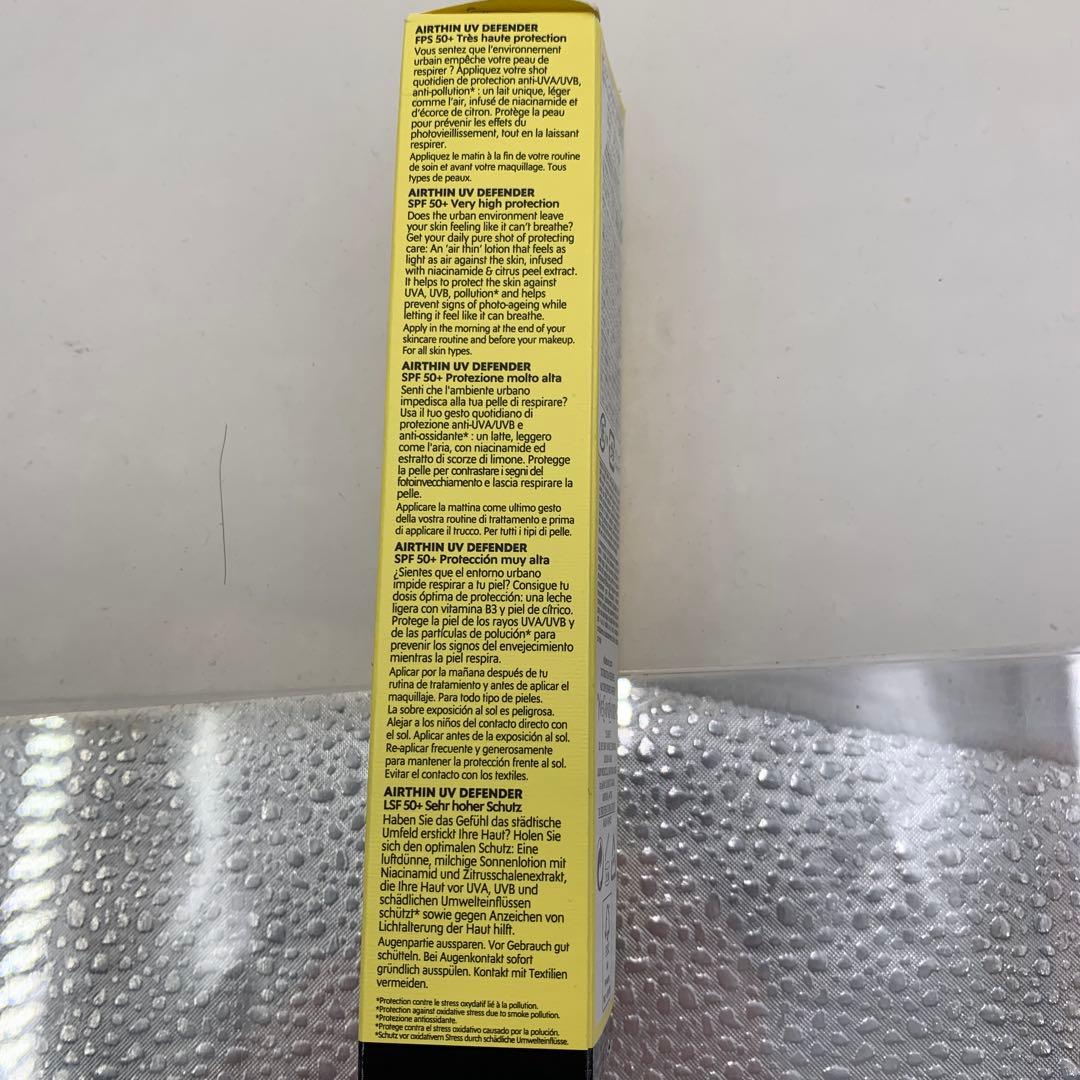 AIRTHIN UV DEFENDER
FPS 50+ Très haute protection
Vous sentez que l'environnement
urbain empêche votre peau de
respirer ? Appliquez votre shot
quotidien de protection anti-UVA/UVB,
anti-pollution* : un lait unique, léger
comme l'air, infusé de niacinamide et
d'écorce de citron. Protège la peau
pour prévenir les effets du
photovieillissement, tout en la laissant
respirer.
Appliquez le matin à la fin de votre routine
de soin et avant votre maquillage. Tous
types de peaux.
AIRTHIN UV DEFENDER
SPF 50+ Very high protection
Does the urban environment leave
your skin feeling like it can't breathe?
Get your daily pure shot of protecting
care: An 'air thin' lotion that feels as
light as air against the skin, infused
with niacinamide & citrus peel extract.
It helps to protect the skin against
UVA, UVB, pollution* and helps
prevent signs of photo-ageing while
letting it feel like it can breathe.
Apply in the morning at the end of your
skincare routine and before your makeup.
For all skin types.
AIRTHIN UV DEFENDER
SPF 50+ Protezione molto alta
Senti che l'ambiente urbano
impedisca alla tua pelle di respirare?
Usa il tuo gesto quotidiano di
protezione anti-UVA/UVB e
anti-ossidante* : un latte, leggero
come l'aria, con niacinamide ed
estratto di scorze di limone. Protegge
la pelle per contrastare i segni del
fotoinvecchiamento e lascia respirare la
pelle.
Applicare la mattina come ultimo gesto
della vostra routine di trattamento e prima
di applicare il trucco. Per tutti i tipi di pelle.
AIRTHIN UV DEFENDER
SPF 50+ Protección muy alta
¿Sientes que el entorno urbano
impide respirar a tu piel? Consigue tu
dosis óptima de protección: una leche
ligera con vitamina B3 y piel de cítrico.
Protege la piel de los rayos UVA/UVB y
de las partículas de polución* para
prevenir los signos del envejecimiento
mientras la piel respira.
Aplicar por la mañana después de tu
rutina de tratamiento y antes de aplicar el
maquillaje. Para todo tipo de pieles.
La sobre exposición al sol es peligrosa.
Alejar a los niños del contacto directo con
el sol. Aplicar antes de la exposición al sol.
Re-aplicar frecuente y generosamente
para mantener la protección frente al sol.
Evitar el contacto con los textiles.
AIRTHIN UV DEFENDER
LSF 50+ Sehr hoher Schutz
Haben Sie das Gefühl das städtische
Umfeld erstickt Ihre Haut? Holen Sie
sich den optimalen Schutz: Eine
luftdünne, milchige Sonnenlotion mit
Niacinamid und Zitrusschalenextrakt,
die Ihre Haut vor UVA, UVB und
schädlichen Umwelteinflüssen
schützt* sowie gegen Anzeichen von
Lichtalterung der Haut hilft.
Augenpartie aussparen. Vor Gebrauch gut
schütteln. Bei Augenkontakt sofort
gründlich ausspülen. Kontakt mit Textilien
vermeiden.
*Protection contre le stress oxydatif lié à la pollution.
*Protection against oxidative stress due to smoke pollution.
*Protezione antiossidante.
*Protege contra el stress oxidativo causado por la polución.
*Schutz vor oxidativem Stress durch schädliche Umwelteinflüsse.